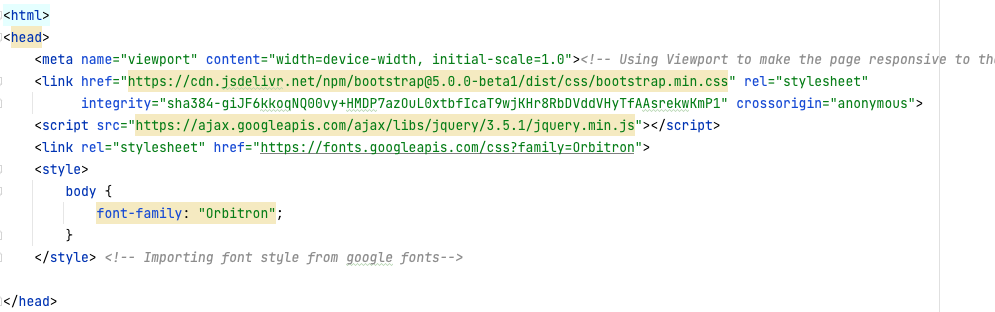 <html>
<head>
<meta name="viewport" content="width=device-width, initial-scale=1.0"><!-- Using Viewport to make the page responsive to the
<link href="https://cdn.jsdelivr.net/npm/bootstrap@5.0.0-beta1/dist/css/bootstrap.min.css" rel="stylesheet"
integrity="sha384-giJF6kkoqNQ00vy+HMDP7azOuL0xtbfIcaT9wjKHr8RbDVddVHyTfAAsrekwKmP1" crossorigin="anonymous">
<script src="https://ajax.googleapis.com/ajax/libs/jquery/3.5.1/jquery.min.js"></script>
<link rel="stylesheet" href="https://fonts.googleapis.com/css?family=Orbitron">
<style>
body {
font-family: "Orbitron";
}
</style> <!-- Importing font style from google fonts-->
</head>